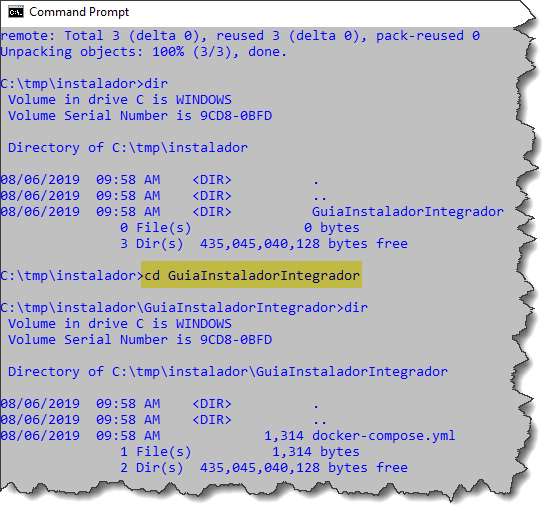 Command Prompt
remote: Total 3 (delta 0), reused 3 (delta 0), pack-reused 0
Unpacking objects: 100% (3/3), done.
C:\tmp\instalador>dir
Volume in drive C is WINDOWS
Volume Serial Number is 9CD8-0BFD
Directory of C:\tmp\instalador
08/06/2019  09:58 AM    <DIR>          .
08/06/2019  09:58 AM    <DIR>          ..
08/06/2019  09:58 AM    <DIR>          GuiaInstaladorIntegrador
0 File(s)              0 bytes
3 Dir(s)  435,045,040,128 bytes free
C:\tmp\instalador>cd GuiaInstaladorIntegrador
C:\tmp\instalador\GuiaInstaladorIntegrador>dir
Volume in drive C is WINDOWS
Volume Serial Number is 9CD8-0BFD
Directory of C:\tmp\instalador\GuiaInstaladorIntegrador
08/06/2019  09:58 AM    <DIR>          .
08/06/2019  09:58 AM    <DIR>          ..
08/06/2019  09:58 AM             1,314 docker-compose.yml
1 File(s)          1,314 bytes
2 Dir(s)  435,045,040,128 bytes free